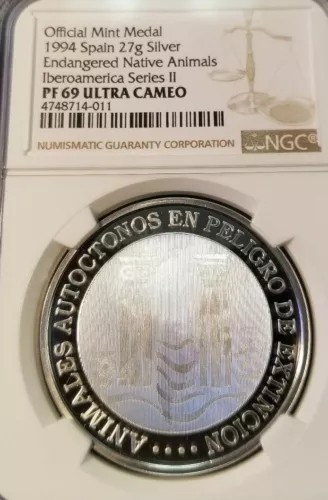 Official Mint Medal
1994 Spain 27g Silver
Endangered Native Animals
Iberoamerica Series II
PF 69 ULTRA CAMEO
4748714-011
NUMISMATIC GUARANTY CORPORATION
NGC®
ANIMALES AUTOCTONOS EN PELIGRO DE EXTINCION ....